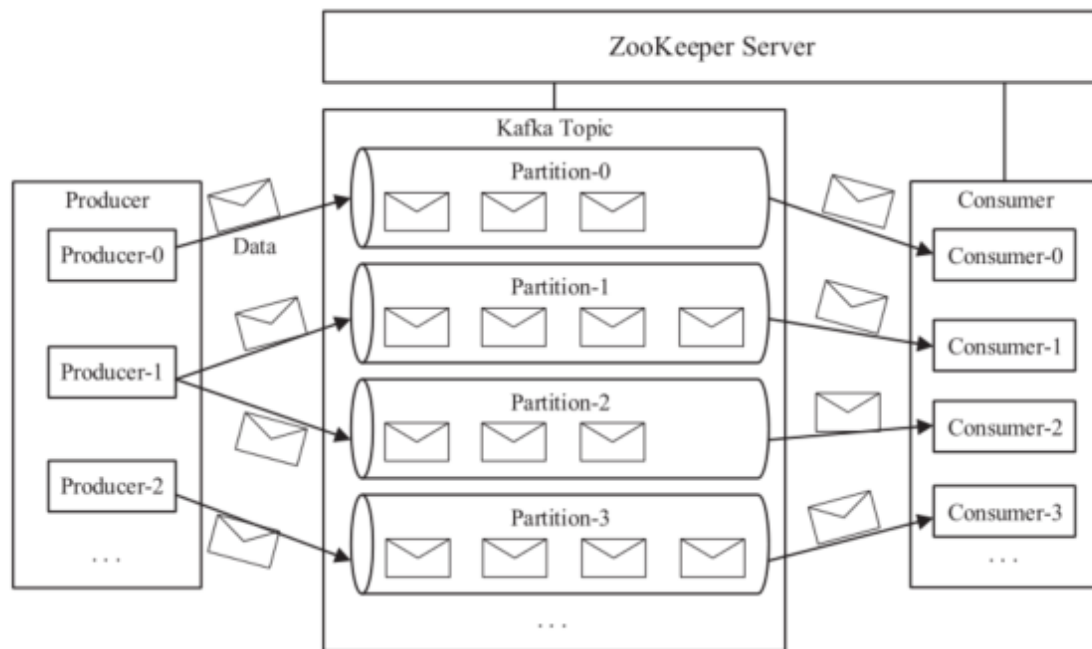 ZooKeeper Server
Kafka Topic
Producer
Producer-0
Producer-1
Producer-2
. . .
Data
Partition-0
Partition-1
Partition-2
Partition-3
. . .
Consumer
Consumer-0
Consumer-1
Consumer-2
Consumer-3
. . .